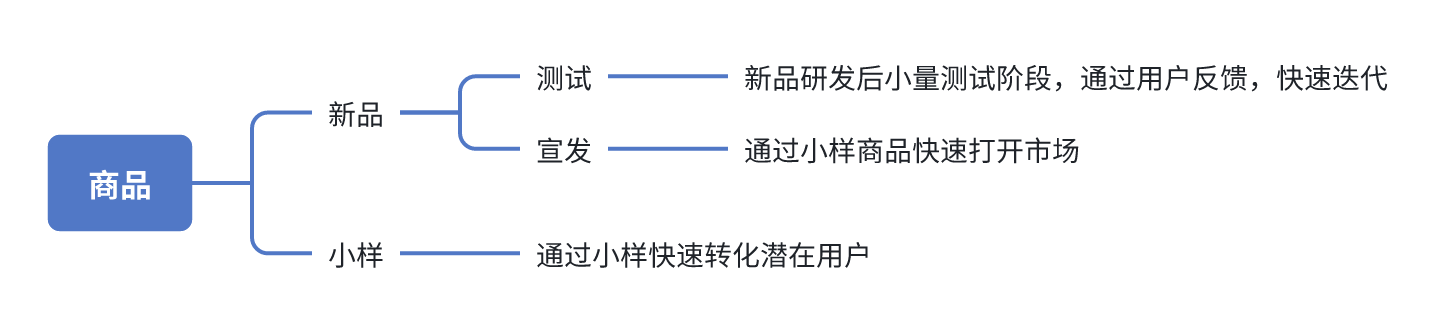 商品
新品
测试
新品研发后小量测试阶段，通过用户反馈，快速迭代
宣发
通过小样商品快速打开市场
小样
通过小样快速转化潜在用户